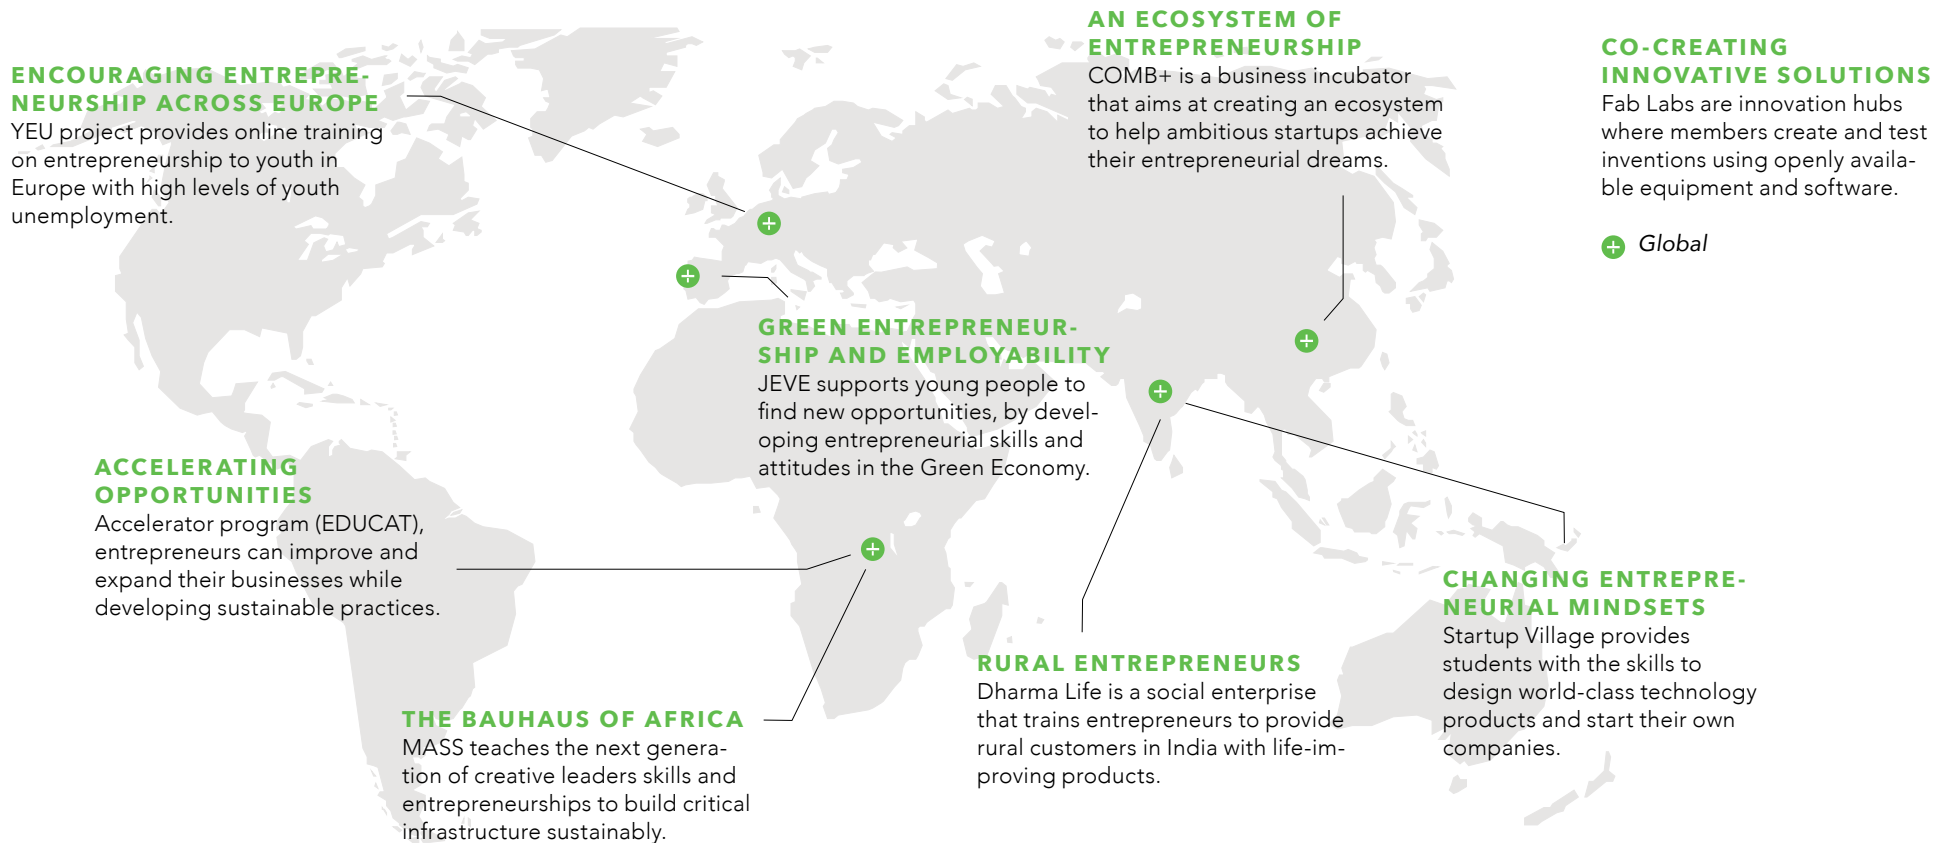 ENCOURAGING ENTREPRE-
NEURSHIP ACROSS EUROPE
YEU project provides online training
on entrepreneurship to youth in
Europe with high levels of youth
unemployment.
AN ECOSYSTEM OF
ENTREPRENEURSHIP
COMB+ is a business incubator
that aims at creating an ecosystem
to help ambitious startups achieve
their entrepreneurial dreams.
CO-CREATING
INNOVATIVE SOLUTIONS
Fab Labs are innovation hubs
where members create and test
inventions using openly availa-
ble equipment and software.
Global
GREEN ENTREPRENEUR-
SHIP AND EMPLOYABILITY
JEVE supports young people to
find new opportunities, by devel-
oping entrepreneurial skills and
attitudes in the Green Economy.
ACCELERATING
OPPORTUNITIES
Accelerator program (EDUCAT),
entrepreneurs can improve and
expand their businesses while
developing sustainable practices.
THE BAUHAUS OF AFRICA
MASS teaches the next genera-
tion of creative leaders skills and
entrepreneurships to build critical
infrastructure sustainably.
RURAL ENTREPRENEURS
Dharma Life is a social enterprise
that trains entrepreneurs to provide
rural customers in India with life-im-
proving products.
CHANGING ENTREPRE-
NEURIAL MINDSETS
Startup Village provides
students with the skills to
design world-class technology
products and start their own
companies.